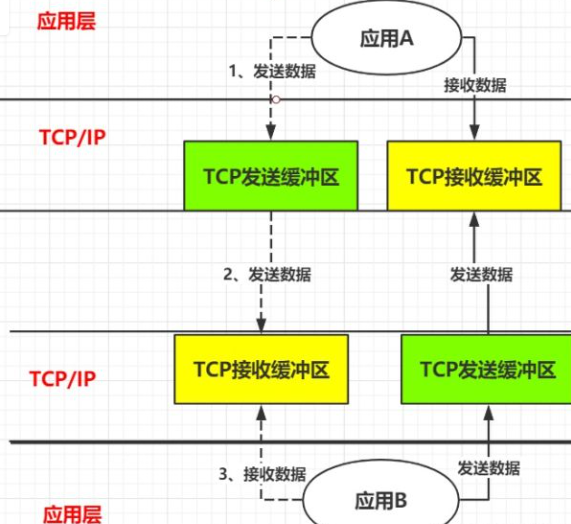 应用层
应用A
1、发送数据
接收数据
TCP/IP
TCP发送缓冲区
TCP接收缓冲区
2、发送数据
发送数据
TCP/IP
TCP接收缓冲区
TCP发送缓冲区
3、接收数据
发送数据
应用层
应用B